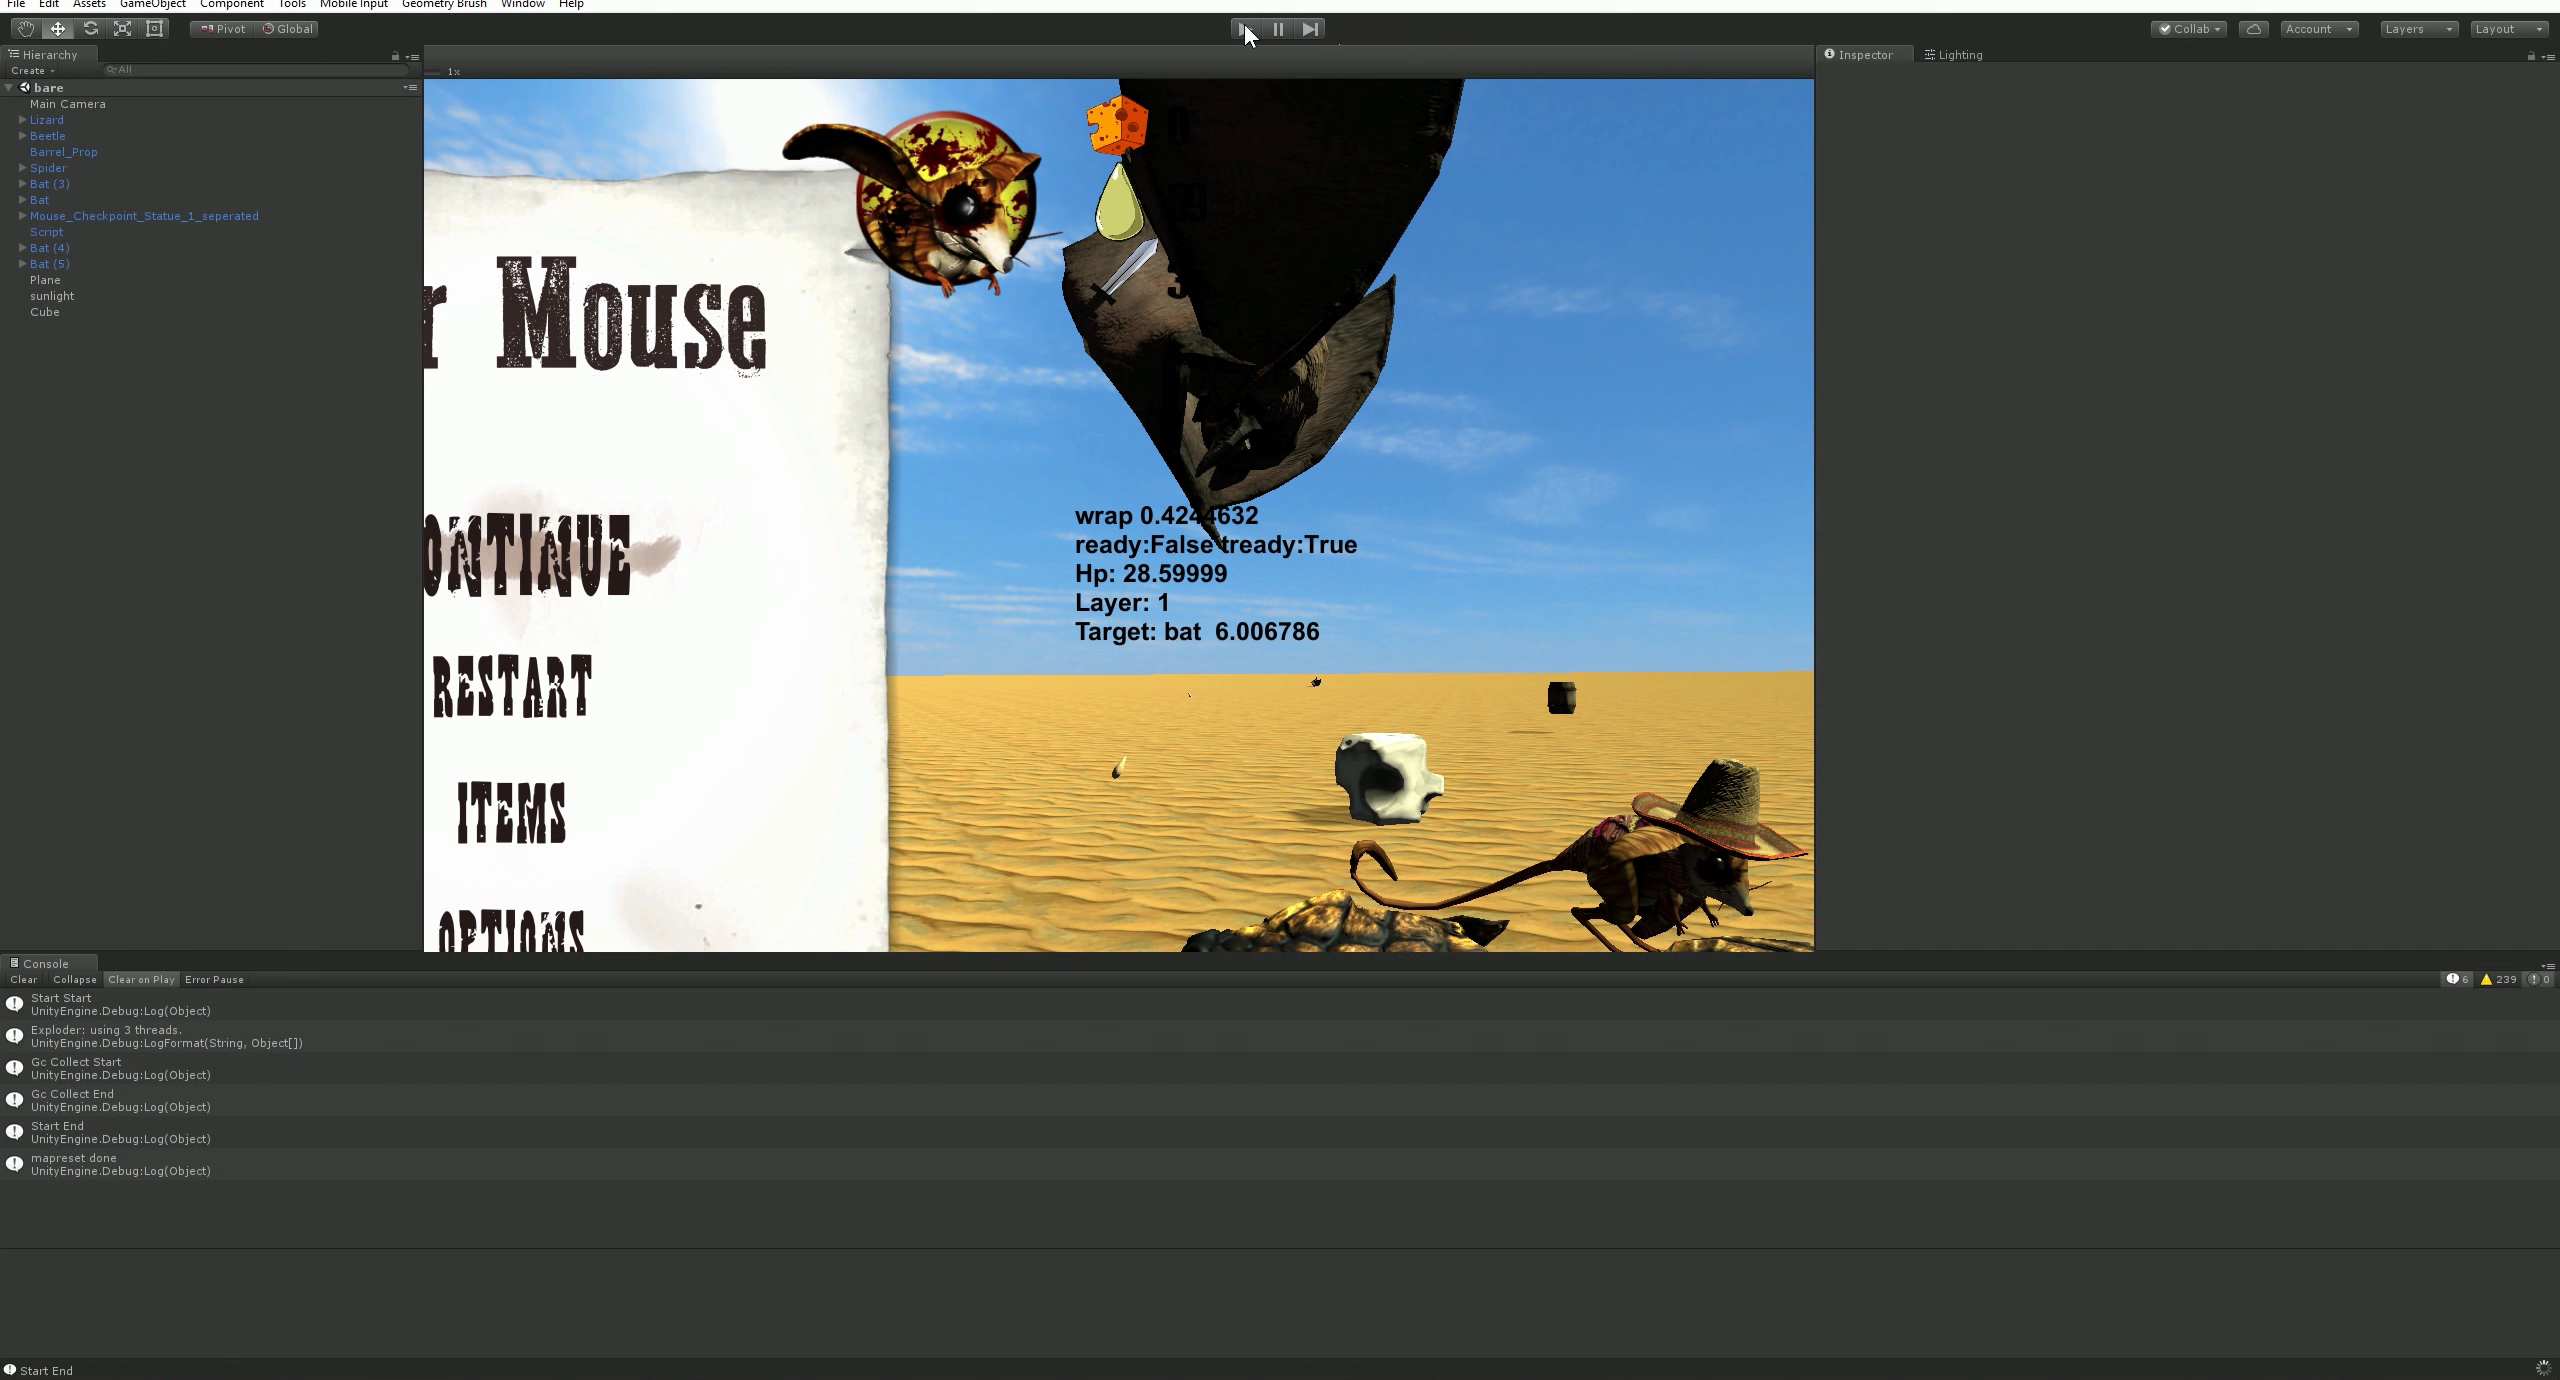 File Edit Assets GameObject Component Tools Mobile Input Geometry Brush Window Help
Pivot Global
Collab Account Layers Layout
Hierarchy
Create All
1x
Inspector Lighting
bare
Main Camera
Lizard
Beetle
Barrel_Prop
Spider
Bat (3)
Bat
Mouse_Checkpoint_Statue_1_seperated
Script
Bat (4)
Bat (5)
Plane
sunlight
Cube
r Mouse
ONTINUE
RESTART
ITEMS
OPTIONS
0
3
wrap 0.4244632
ready:False tready:True
Hp: 28.59999
Layer: 1
Target: bat 6.006786
Console
Clear Collapse Clear on Play Error Pause
6 239 0
Start Start
UnityEngine.Debug:Log(Object)
Exploder: using 3 threads.
UnityEngine.Debug:LogFormat(String, Object[])
Gc Collect Start
UnityEngine.Debug:Log(Object)
Gc Collect End
UnityEngine.Debug:Log(Object)
Start End
UnityEngine.Debug:Log(Object)
mapreset done
UnityEngine.Debug:Log(Object)
Start End